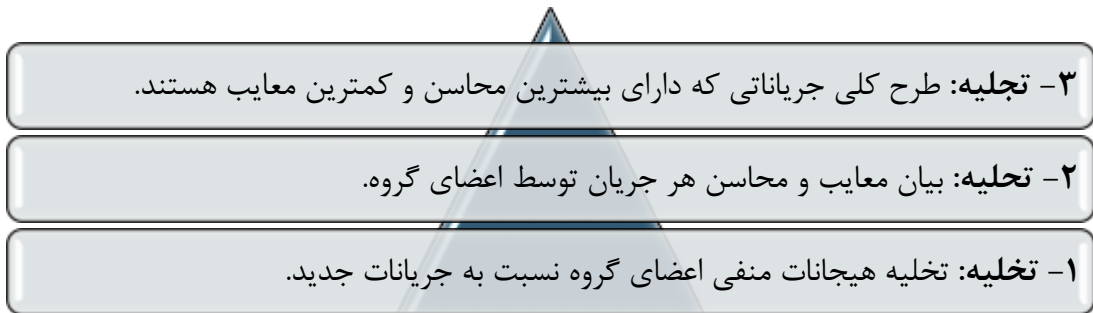 ۳- تجلیه: طرح کلی جریاناتی که دارای بیشترین محاسن و کمترین معایب هستند.
۲- تحلیه: بیان معایب و محاسن هر جریان توسط اعضای گروه.
۱- تخلیه: تخلیه هیجانات منفی اعضای گروه نسبت به جریانات جدید.